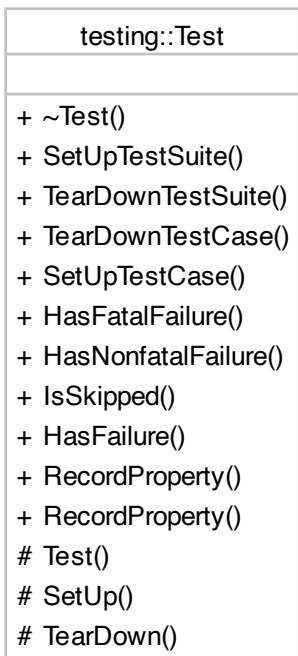 testing::Test
+ ~Test()
+ SetUpTestSuite()
+ TearDownTestSuite()
+ TearDownTestCase()
+ SetUpTestCase()
+ HasFatalFailure()
+ HasNonfatalFailure()
+ IsSkipped()
+ HasFailure()
+ RecordProperty()
+ RecordProperty()
# Test()
# SetUp()
# TearDown()